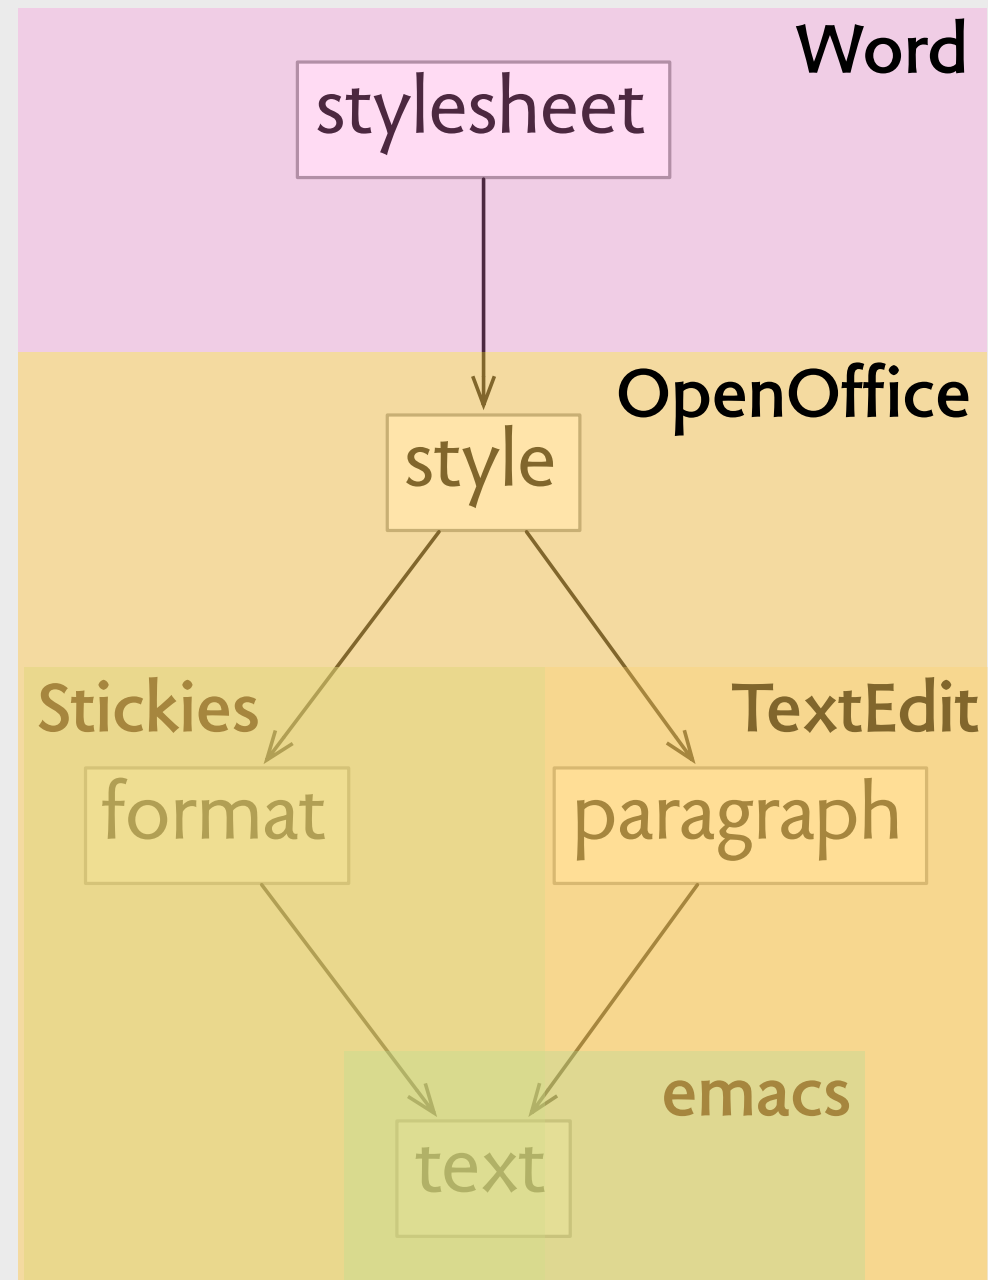 Word
stylesheet
OpenOffice
style
Stickies
TextEdit
format
paragraph
emacs
text